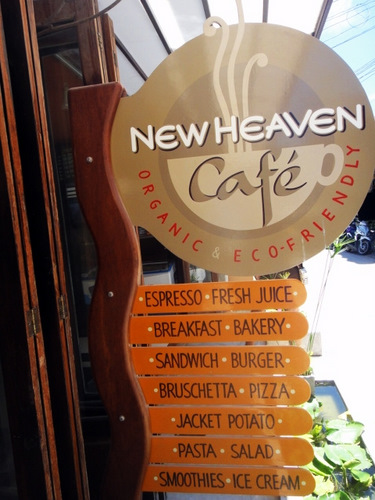 NEW HEAVEN
Café
ORGANIC & ECO-FRIENDLY
•ESPRESSO•FRESH JUICE•
•BREAKFAST•BAKERY•
•SANDWICH•BURGER•
•BRUSCHETTA•PIZZA•
•JACKET POTATO•
•PASTA•SALAD•
•SMOOTHIES•ICE CREAM•